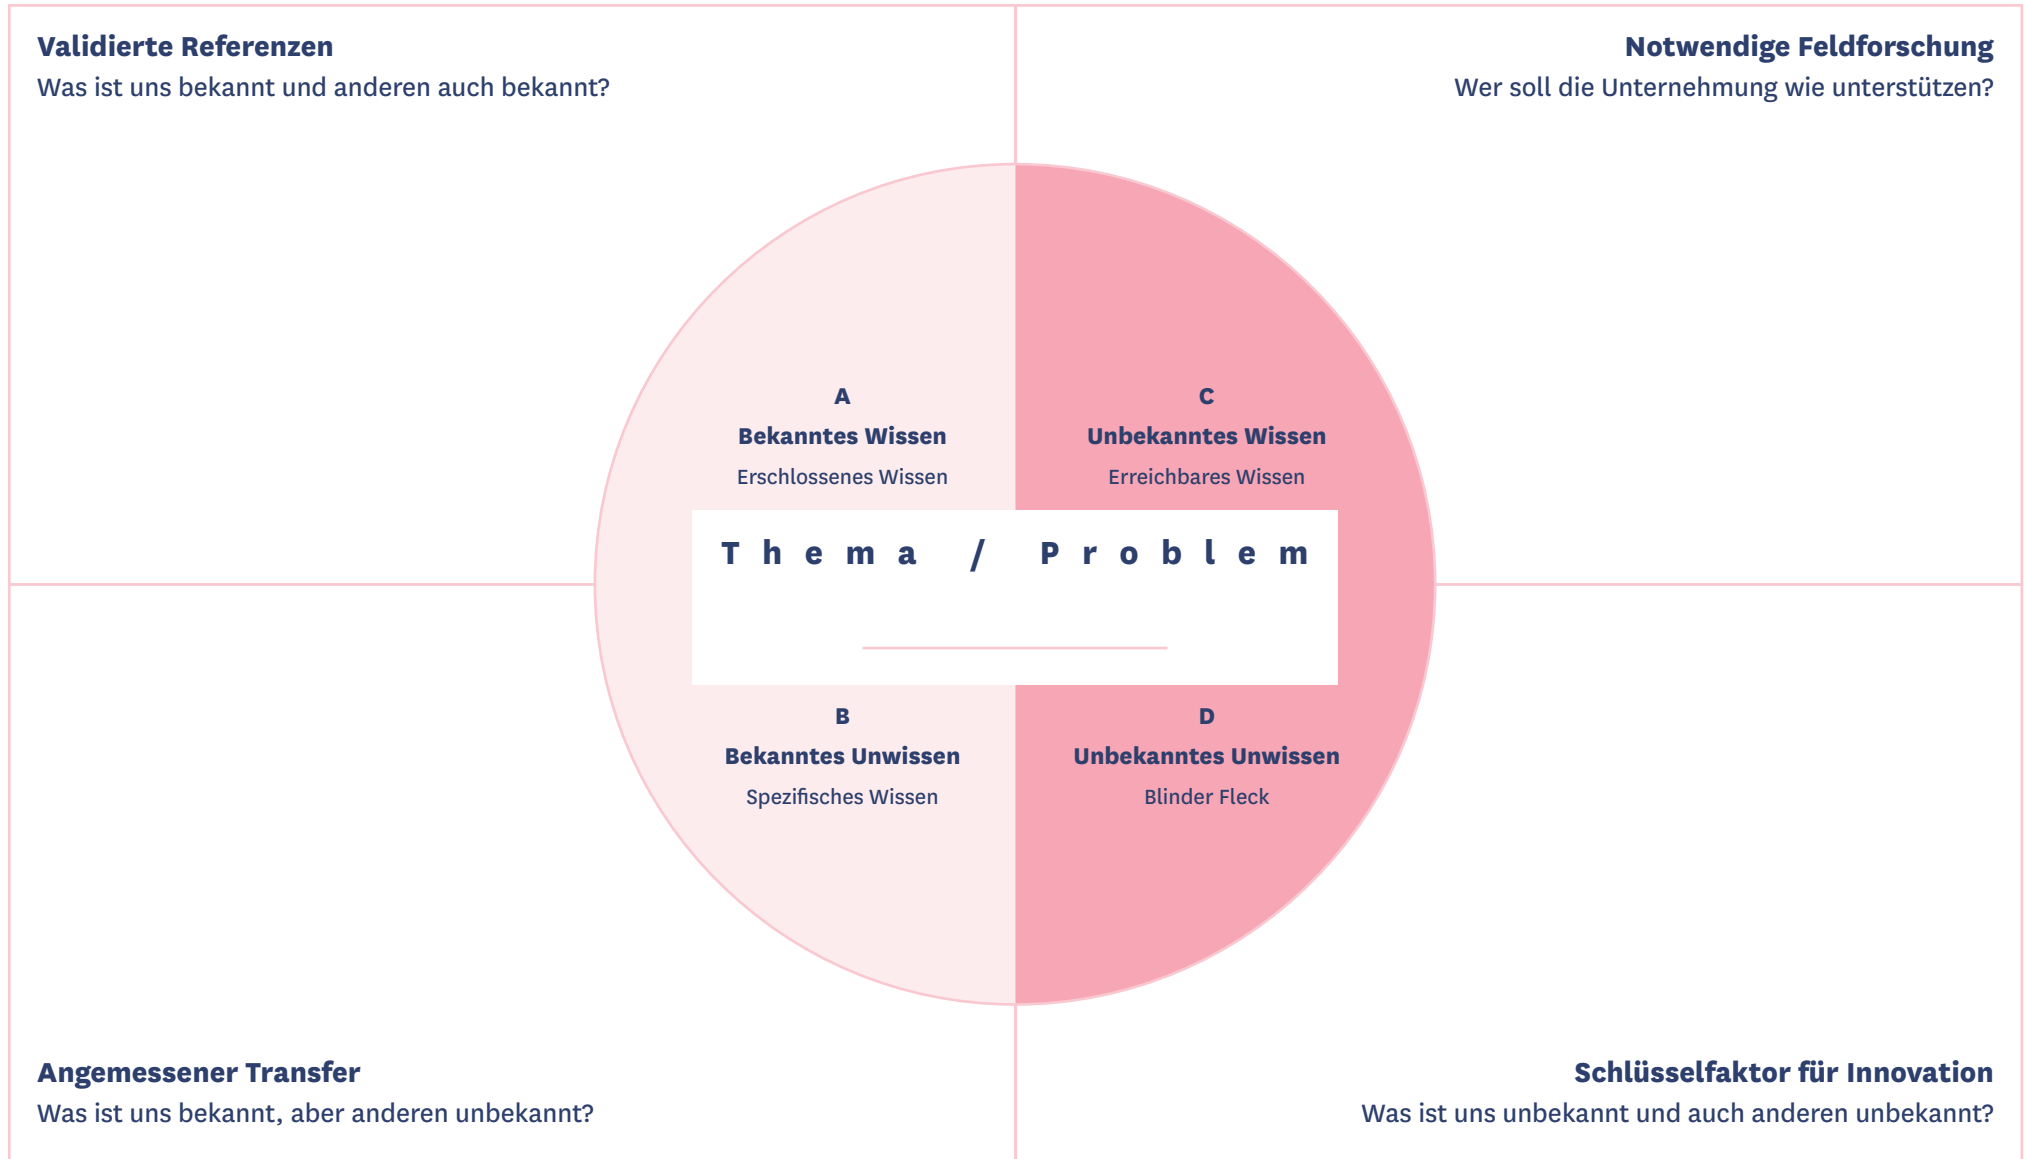 Validierte Referenzen
Was ist uns bekannt und anderen auch bekannt?
Notwendige Feldforschung
Wer soll die Unternehmung wie unterstützen?
A
Bekanntes Wissen
Erschlossenes Wissen
C
Unbekanntes Wissen
Erreichbares Wissen
Thema / Problem
B
Bekanntes Unwissen
Spezifisches Wissen
D
Unbekanntes Unwissen
Blinder Fleck
Angemessener Transfer
Was ist uns bekannt, aber anderen unbekannt?
Schlüsselfaktor für Innovation
Was ist uns unbekannt und auch anderen unbekannt?